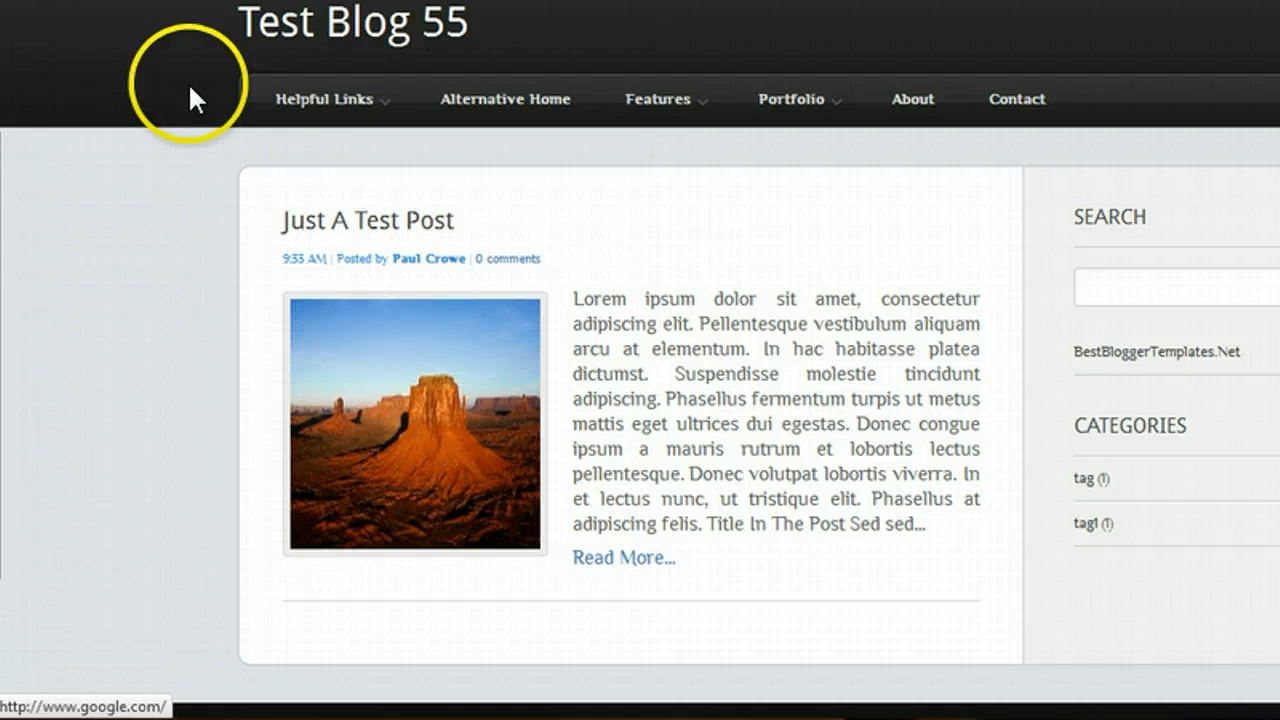 Test Blog 55
Helpful Links Alternative Home Features Portfolio About Contact
Just A Test Post
9:33 AM | Posted by Paul Crowe | 0 comments
Lorem ipsum dolor sit amet, consectetur
adipiscing elit. Pellentesque vestibulum aliquam
arcu at elementum. In hac habitasse platea
dictumst. Suspendisse molestie tincidunt
adipiscing. Phasellus fermentum turpis ut metus
mattis eget ultrices dui egestas. Donec congue
ipsum a mauris rutrum et lobortis lectus
pellentesque. Donec volutpat lobortis viverra. In
et lectus nunc, ut tristique elit. Phasellus at
adipiscing felis. Title In The Post Sed sed...
Read More...
SEARCH
BestBloggerTemplates.Net
CATEGORIES
tag (1)
tag1 (1)
http://www.google.com/